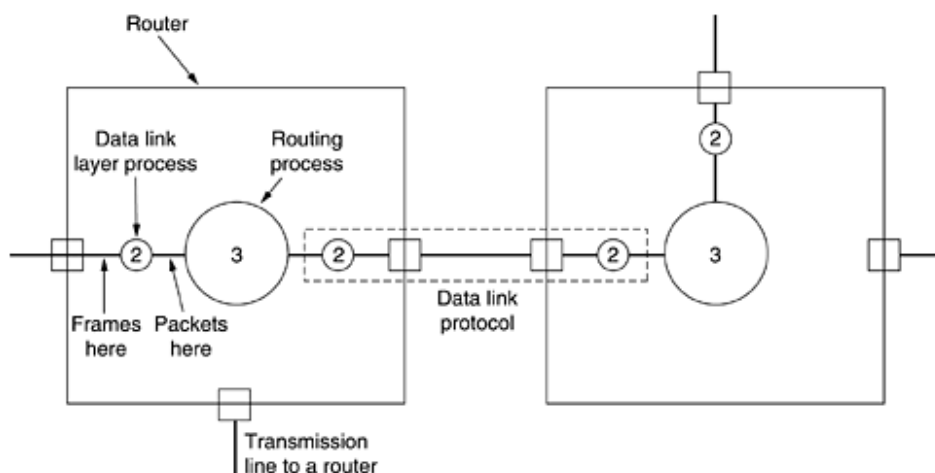 Router
Data link
layer process
Routing
process
2
2
3
2
2
3
Frames
here
Packets
here
Data link
protocol
Transmission
line to a router